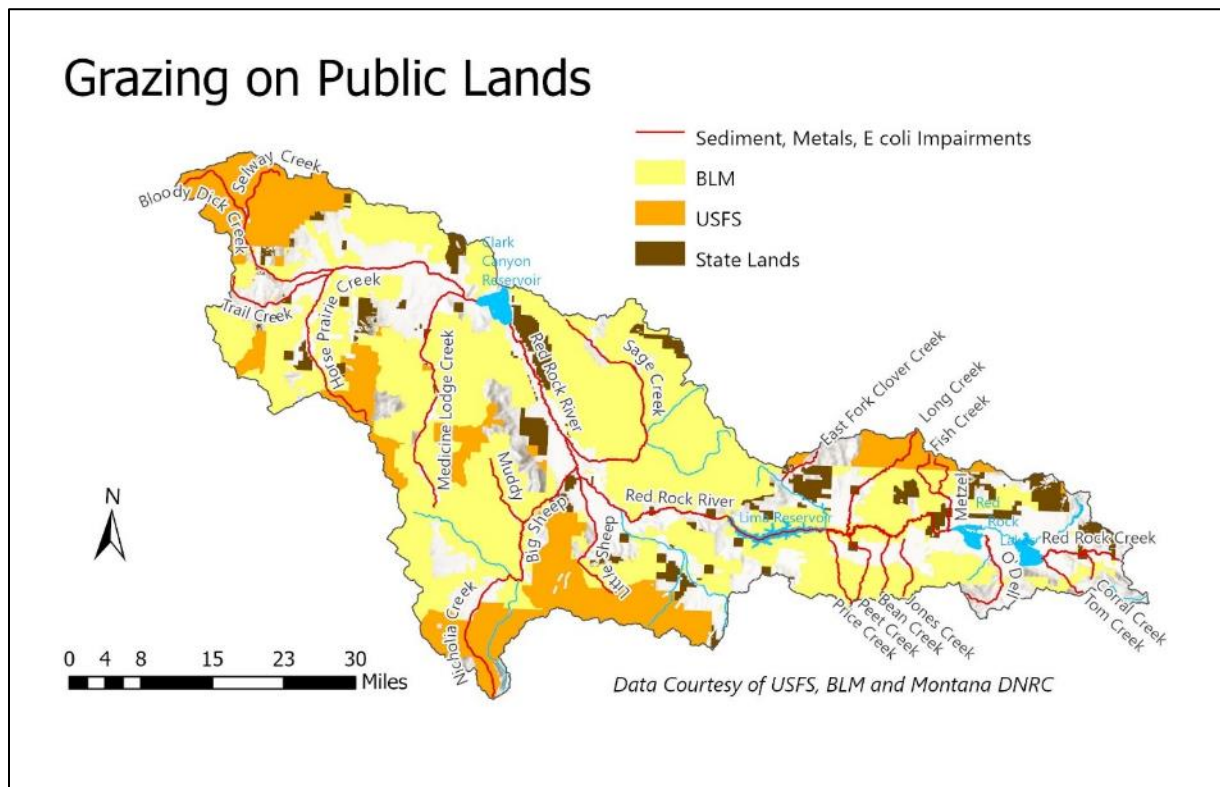 Grazing on Public Lands
Sediment, Metals, E coli Impairments
BLM
USFS
State Lands
Selway Creek
Bloody Dick Creek
Clark
Canyon
Reservoir
Trail Creek
Horse Prairie Creek
Medicine Lodge Creek
Red Rock River
Sage Creek
East Fork Clover Creek
Long Creek
Fish Creek
Muddy
Big Sheep
Little Sheep
Red Rock River
Lima Reservoir
Metzel
Red
Rock
Lakes
Red Rock Creek
O'Dell
Corral Creek
Tom Creek
Jones Creek
Bean Creek
Peet Creek
Price Creek
Nicholia Creek
N
0 4 8 15 23 30
Miles
Data Courtesy of USFS, BLM and Montana DNRC